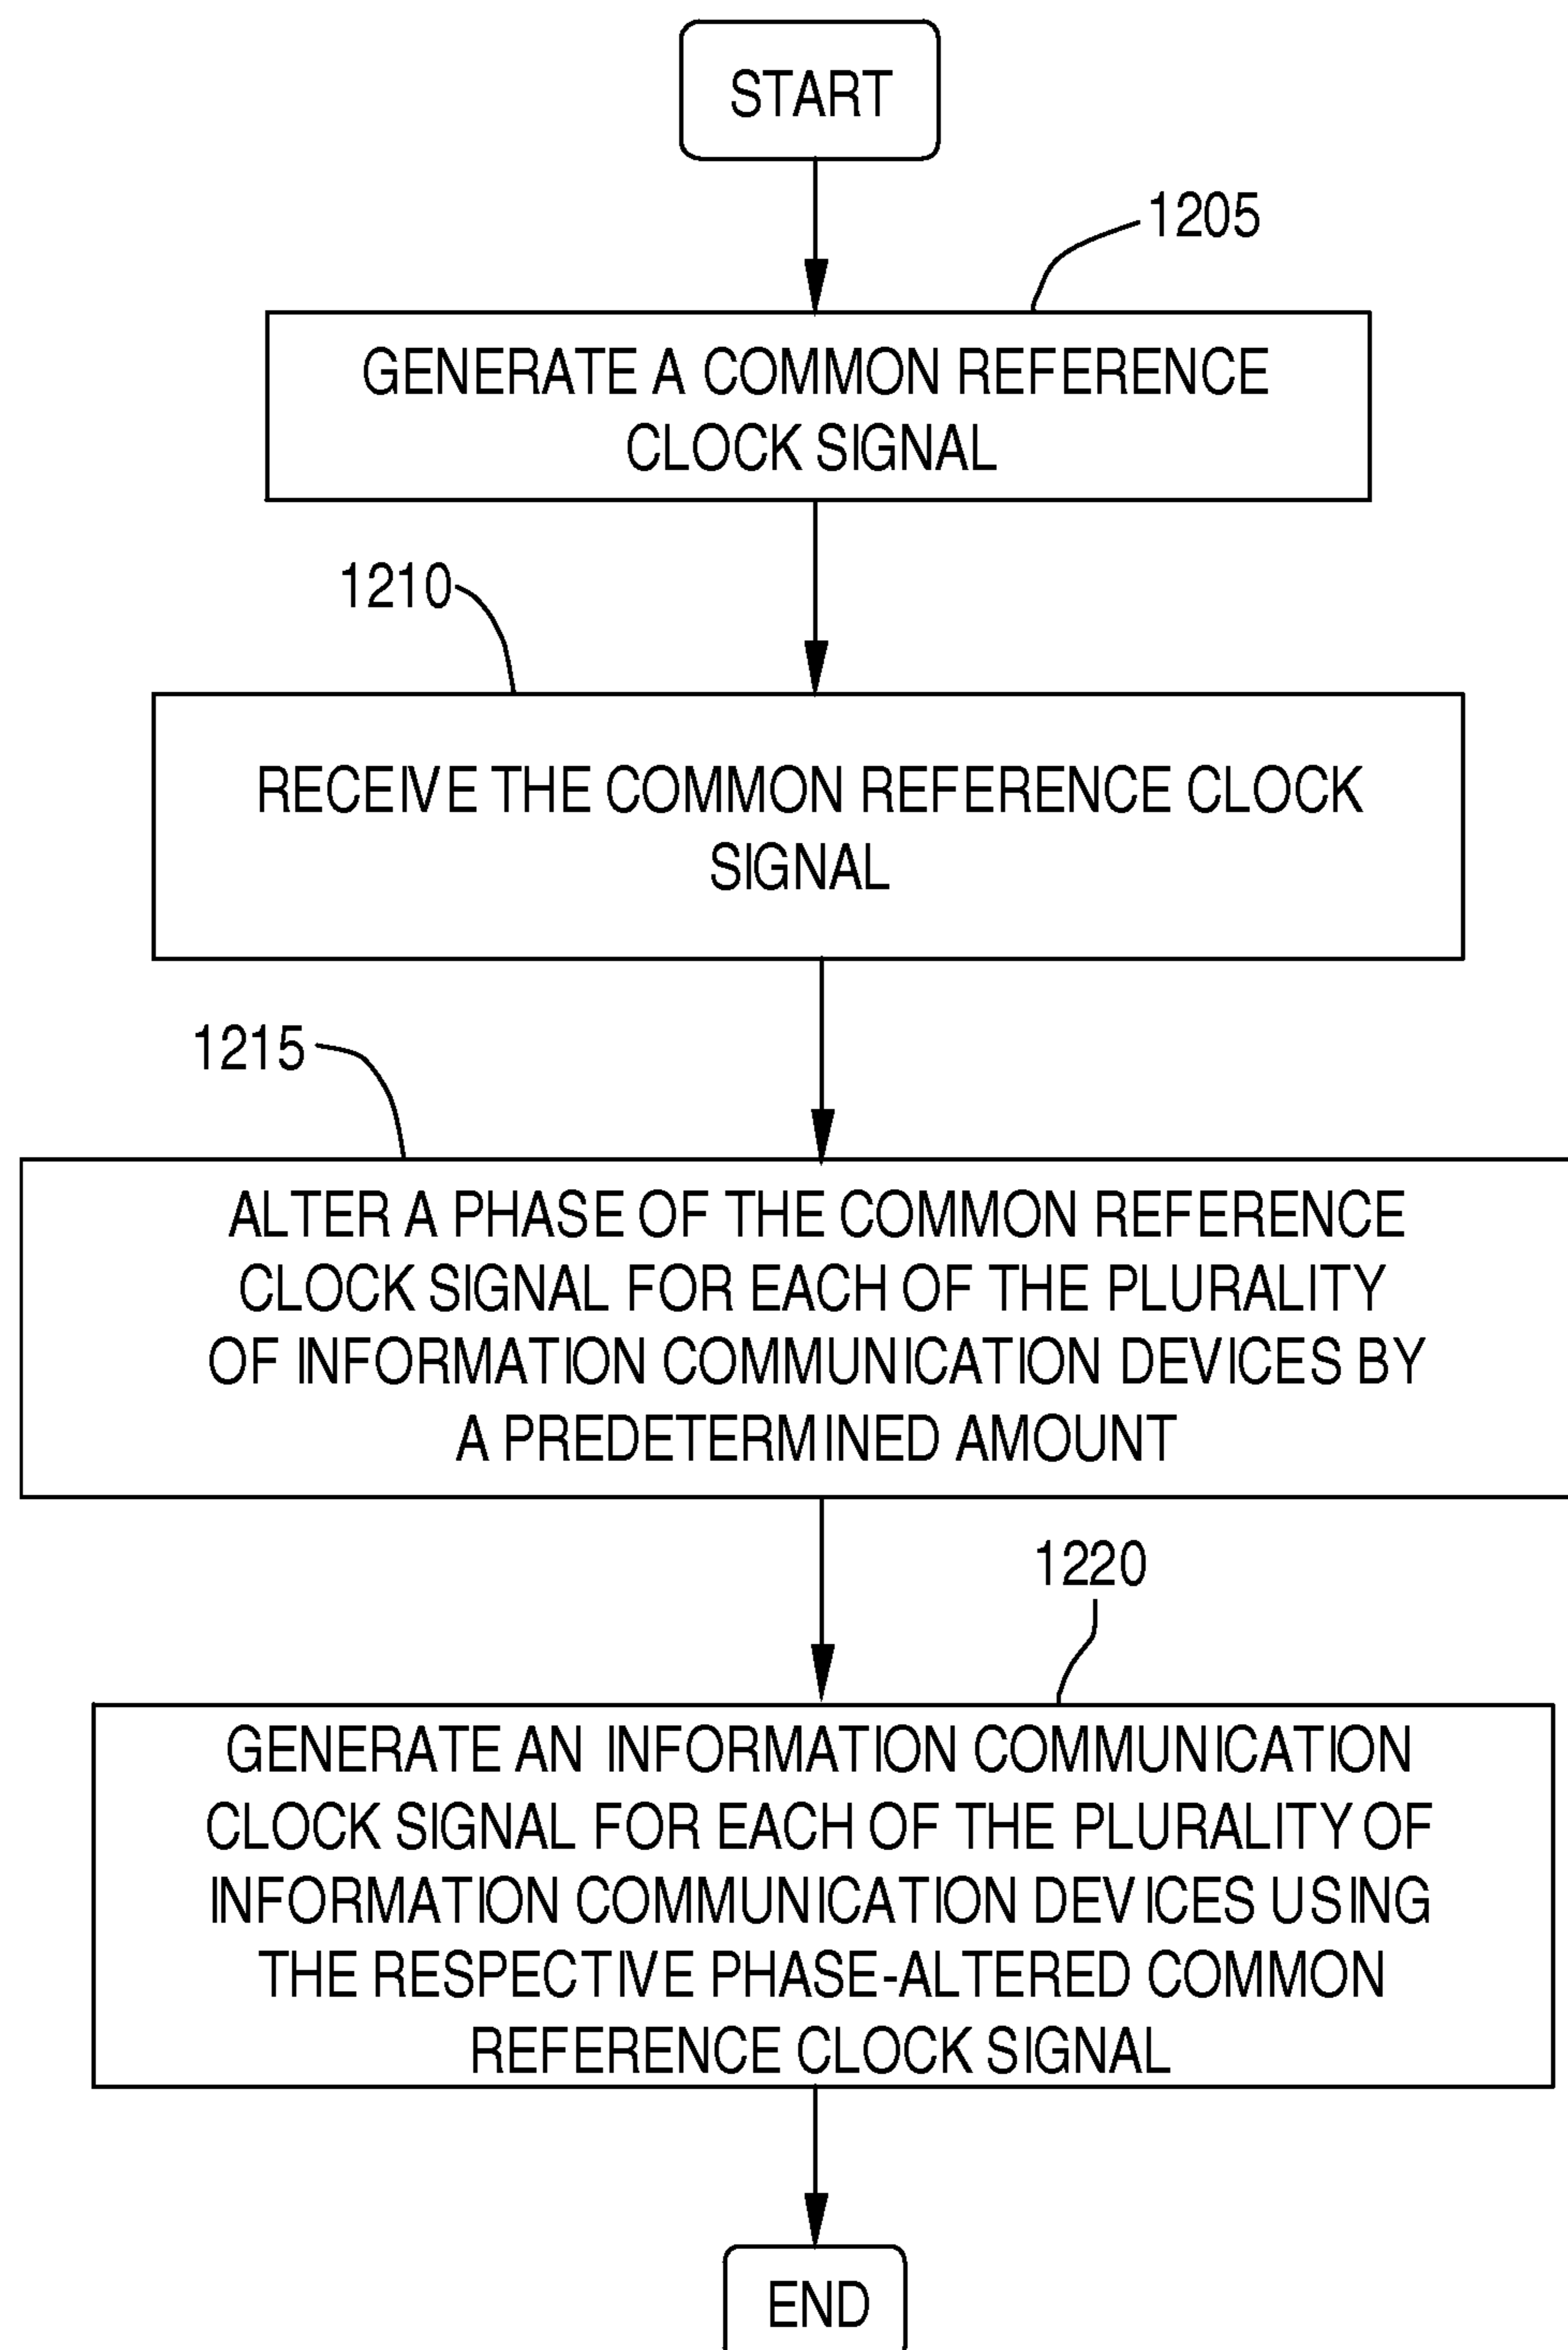 START
1205
GENERATE A COMMON REFERENCE
CLOCK SIGNAL
1210
RECEIVE THE COMMON REFERENCE CLOCK
SIGNAL
1215
ALTER A PHASE OF THE COMMON REFERENCE
CLOCK SIGNAL FOR EACH OF THE PLURALITY
OF INFORMATION COMMUNICATION DEVICES BY
A PREDETERMINED AMOUNT
1220
GENERATE AN INFORMATION COMMUNICATION
CLOCK SIGNAL FOR EACH OF THE PLURALITY OF
INFORMATION COMMUNICATION DEVICES USING
THE RESPECTIVE PHASE-ALTERED COMMON
REFERENCE CLOCK SIGNAL
END